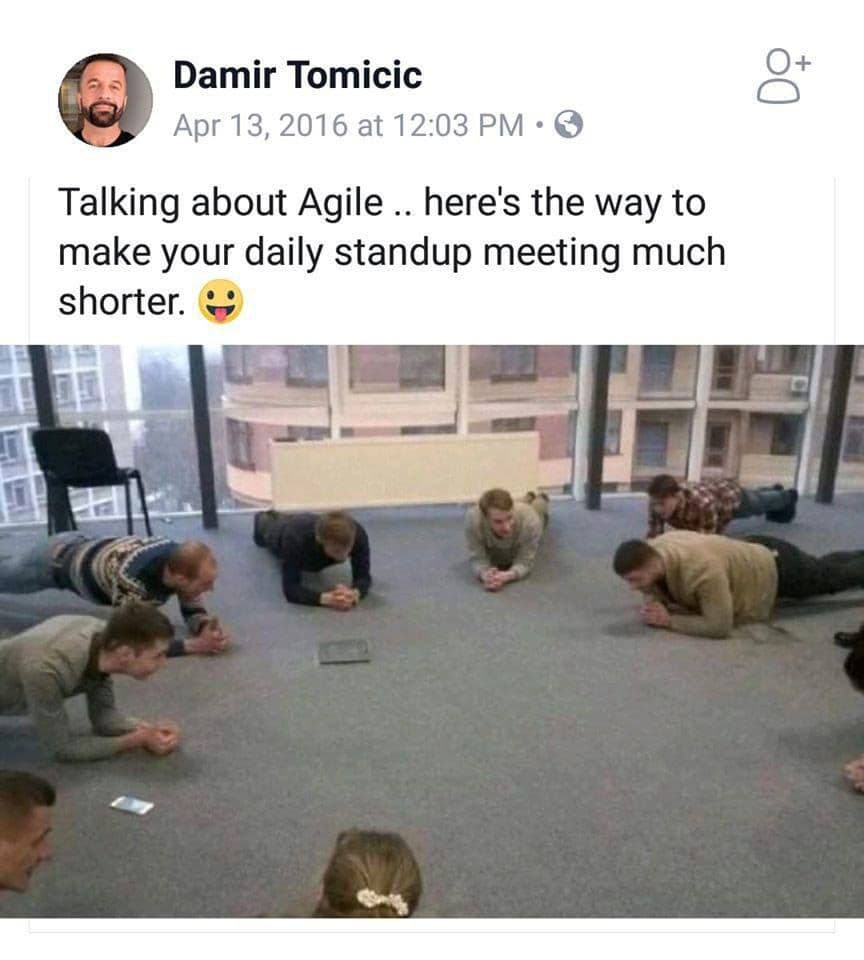 Damir Tomicic
Apr 13, 2016 at 12:03 PM •
Talking about Agile .. here's the way to
make your daily standup meeting much
shorter. 😛